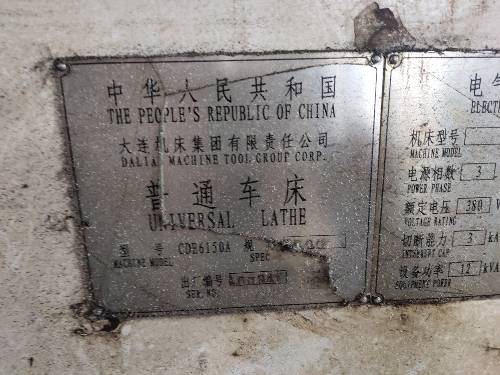 中华人民共和国
THE PEOPLE'S REPUBLIC OF CHINA
大连机床集团有限责任公司
DALIAN MACHINE TOOL GROUP CORP.
普通车床
UNIVERSAL LATHE
型号 CDE6150A 规
MACHINE MODEL SPEC
出厂编号
SER.NO.
电气
ELECT
机床型号
MACHINE MODEL
电源相数 3
POWER PHASE
额定电压 380 V
VOLTAGE RATING
切断能力 3 kA
INTERRUPT CAP
设备功率 12 kVA
EQUIPMENT POWER